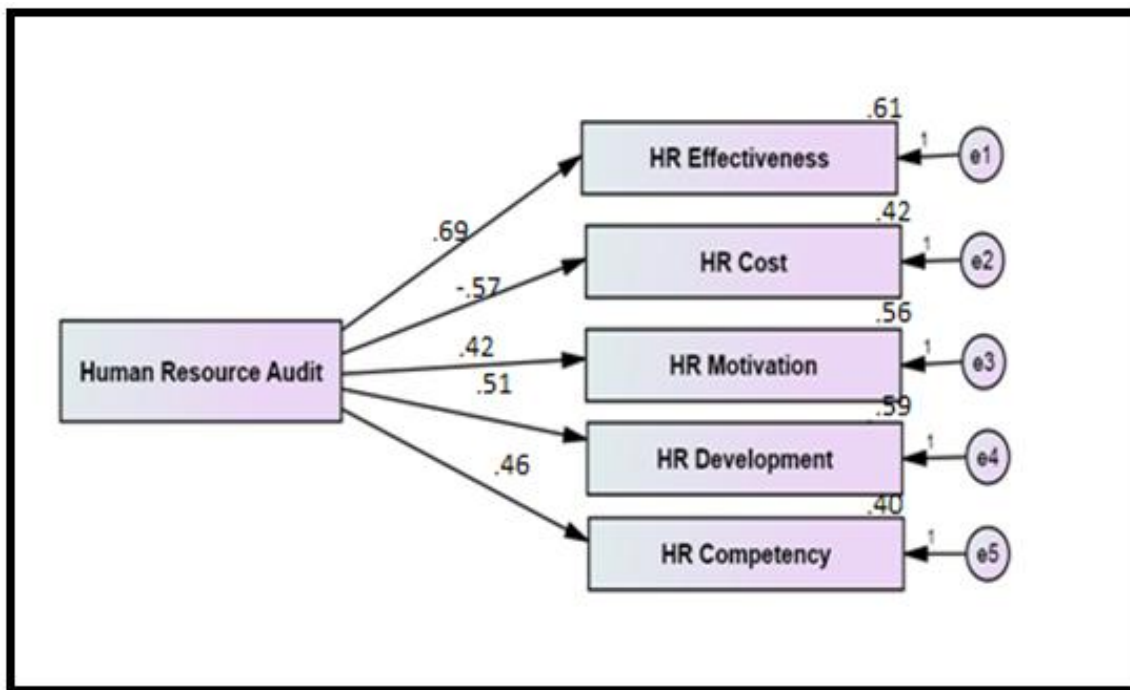 .61
HR Effectiveness
1
e1
.69
.42
HR Cost
1
e2
-.57
.56
HR Motivation
1
e3
.42
Human Resource Audit
.51
.59
HR Development
1
e4
.46
.40
HR Competency
1
e5